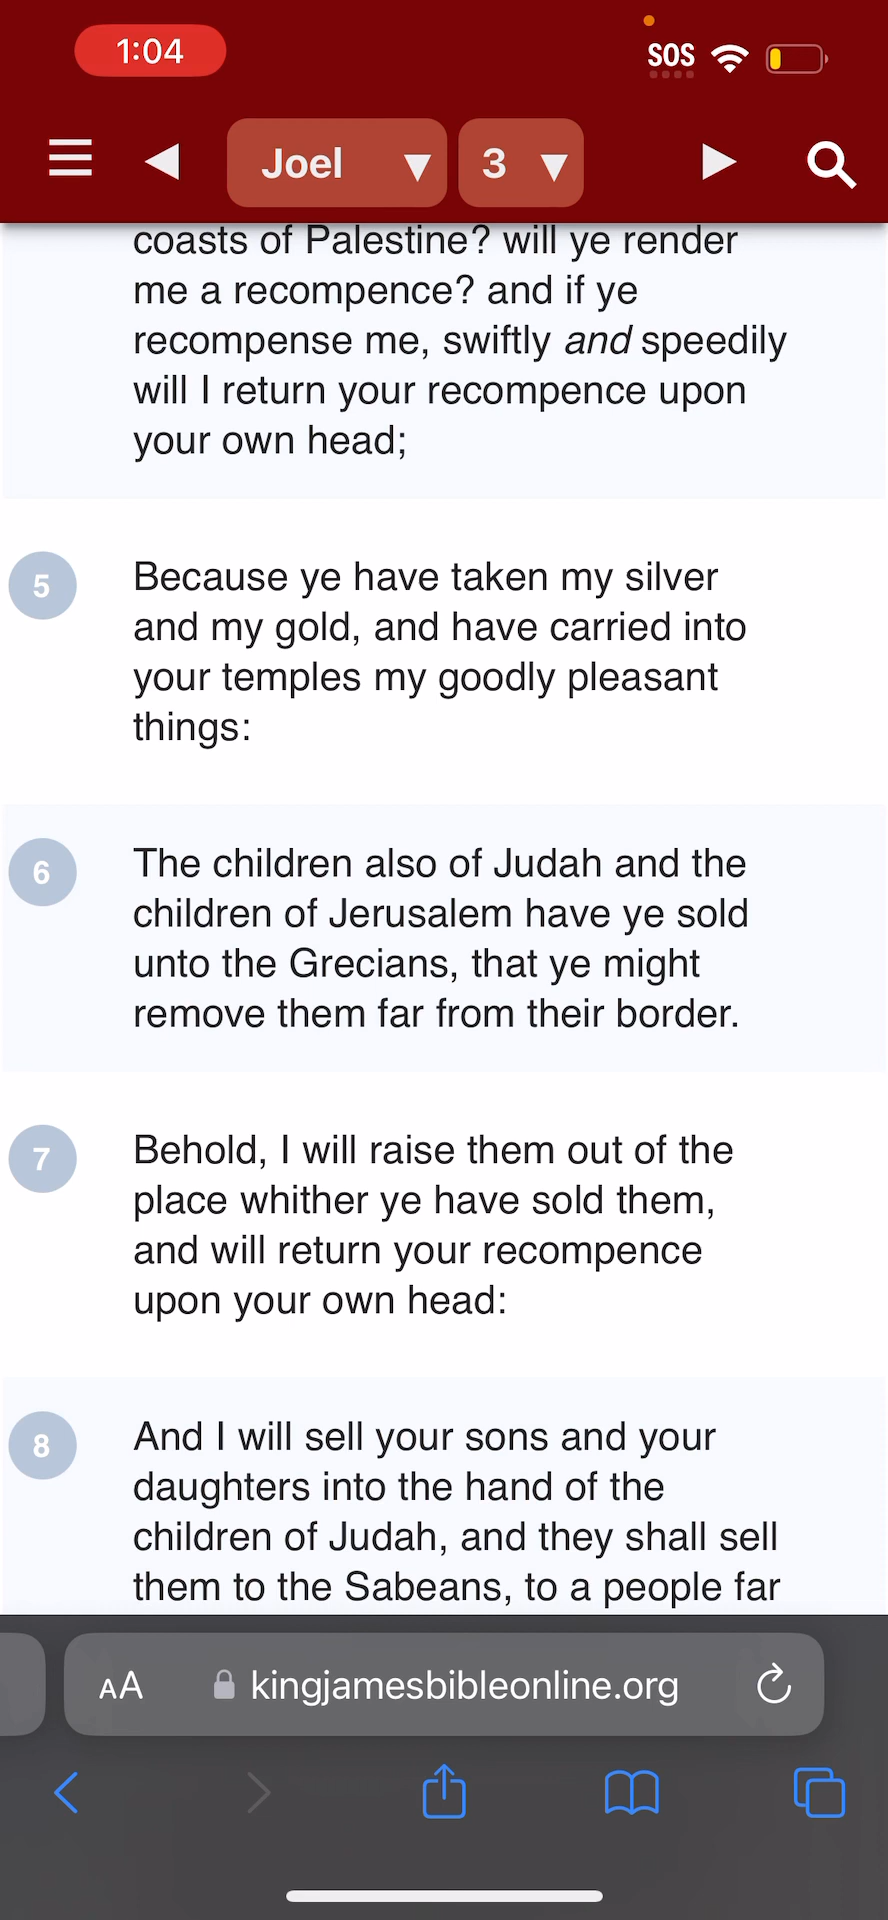 1:04
SOS
Joel
3
coasts of Palestine? will ye render
me a recompence? and if ye
recompense me, swiftly and speedily
will I return your recompence upon
your own head;
5
Because ye have taken my silver
and my gold, and have carried into
your temples my goodly pleasant
things:
6
The children also of Judah and the
children of Jerusalem have ye sold
unto the Grecians, that ye might
remove them far from their border.
7
Behold, I will raise them out of the
place whither ye have sold them,
and will return your recompence
upon your own head:
8
And I will sell your sons and your
daughters into the hand of the
children of Judah, and they shall sell
them to the Sabeans, to a people far
AA
kingjamesbibleonline.org